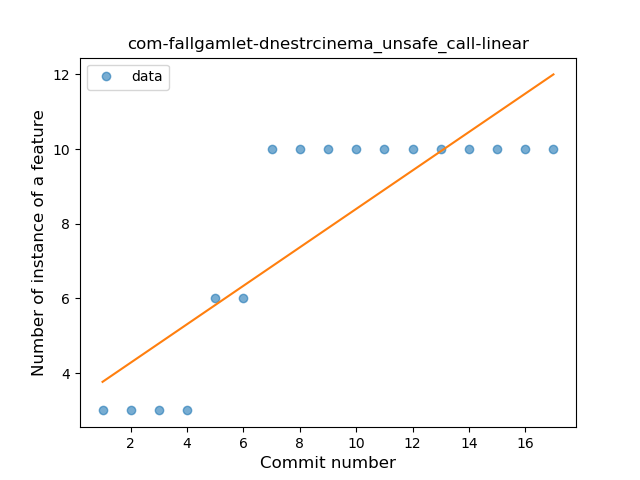 com-fallgamlet-dnestrcinema_unsafe_call-linear
data
12
10
8
6
4
Number of instance of a feature
2 4 6 8 10 12 14 16
Commit number